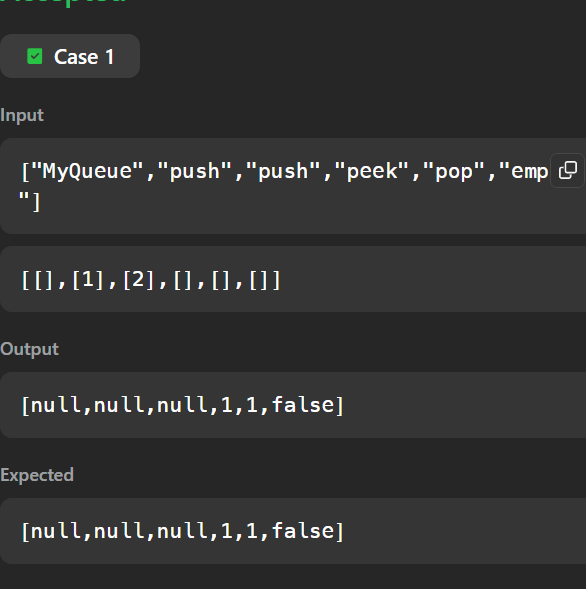 Accepted
Case 1
Input
["MyQueue","push","push","peek","pop","emp
"]
[[],[1],[2],[],[],[]]
Output
[null,null,null,1,1,false]
Expected
[null,null,null,1,1,false]